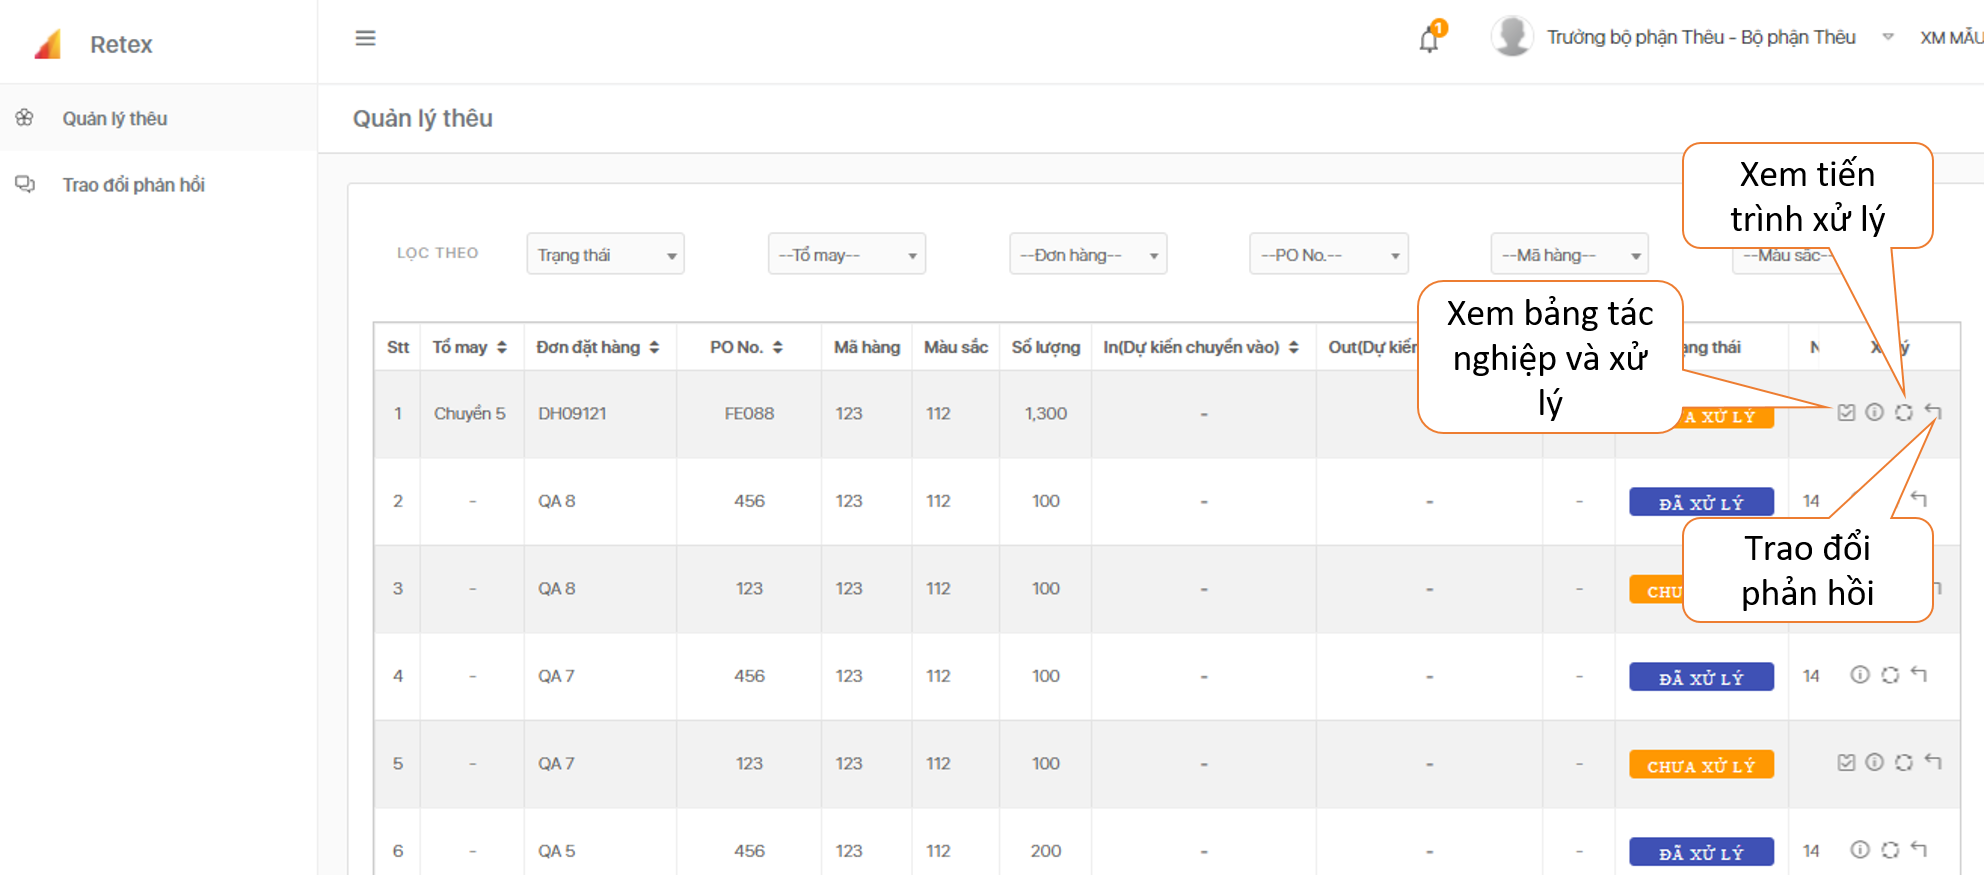 Retex
1
Trưởng bộ phận Thêu - Bộ phận Thêu
XM MẪU
Quản lý thêu
Trao đổi phản hồi
Quản lý thêu
Xem tiến
trình xử lý
LỌC THEO
Trạng thái
--Tổ may--
--Đơn hàng--
--PO No.--
--Mã hàng--
--Màu sắc--
Xem bảng tác
nghiệp và xử
lý
Stt Tổ may Đơn đặt hàng PO No. Mã hàng Màu sắc Số lượng In(Dự kiến chuyển vào) Out(Dự kiến ạng thái N X ý
1 Chuyền 5 DH09121 FE088 123 112 1,300 - A XỬ LÝ
2 - QA 8 456 123 112 100 - - - ĐÃ XỬ LÝ 14
Trao đổi
phản hồi
3 - QA 8 123 123 112 100 - - - CHƯ
4 - QA 7 456 123 112 100 - - - ĐÃ XỬ LÝ 14
5 - QA 7 123 123 112 100 - - - CHƯA XỬ LÝ
6 - QA 5 456 123 112 200 - - - ĐÃ XỬ LÝ 14